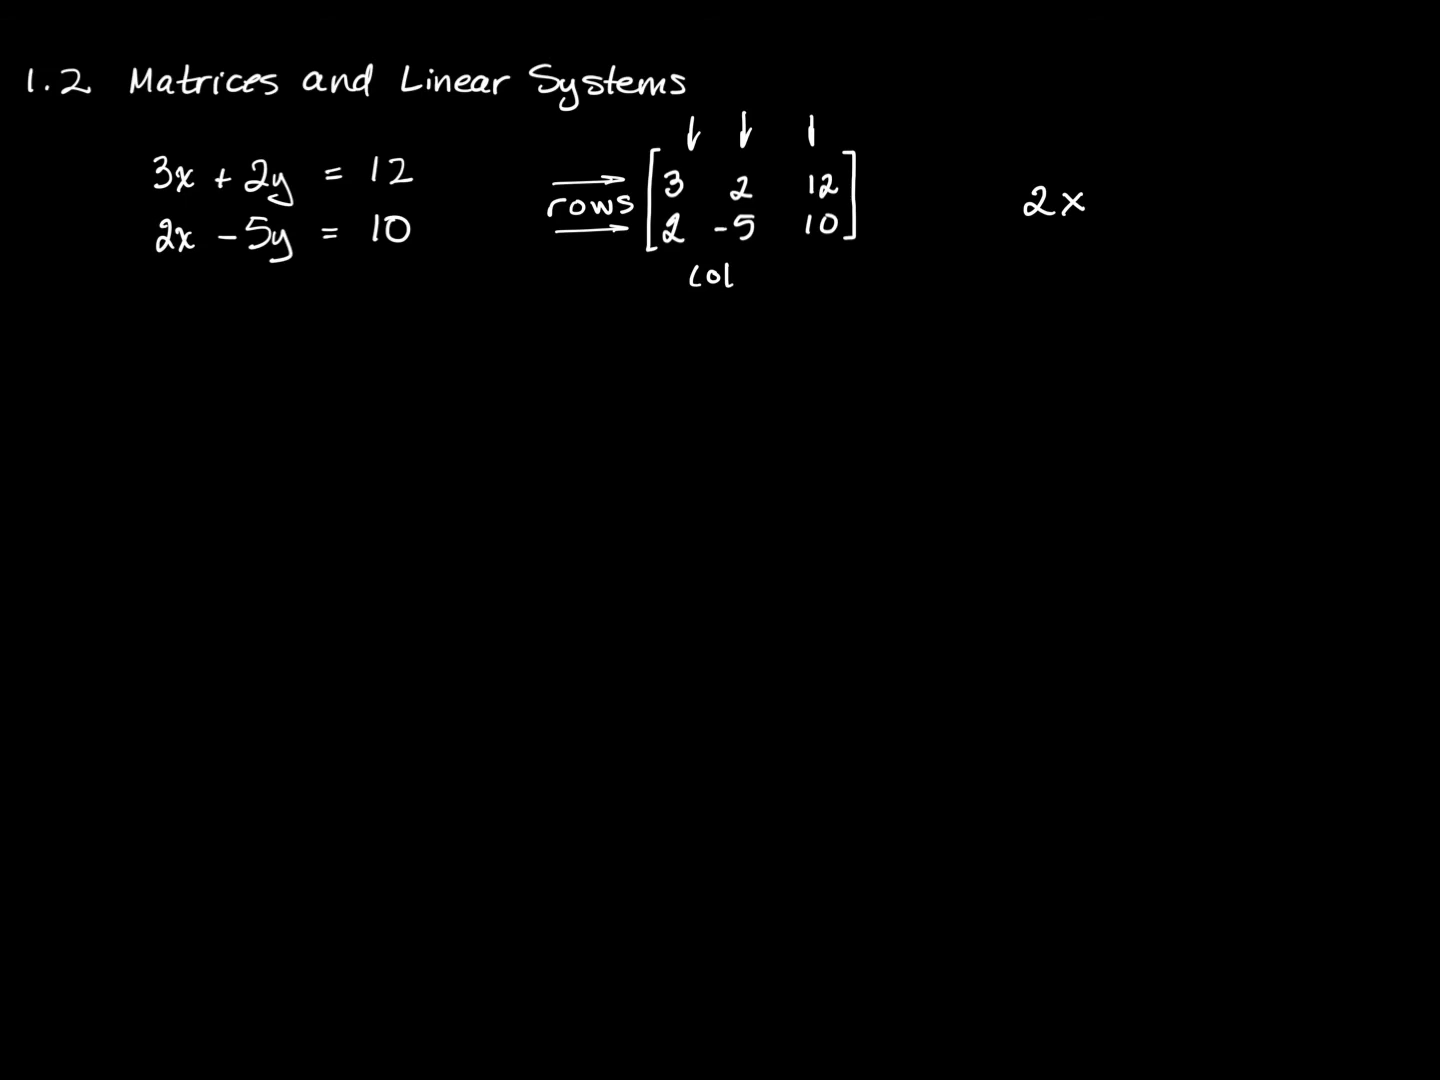 1.2 Matrices and Linear Systems
3x + 2y = 12
2x - 5y = 10
rows
[3 2 12
2 -5 10]
col
2x